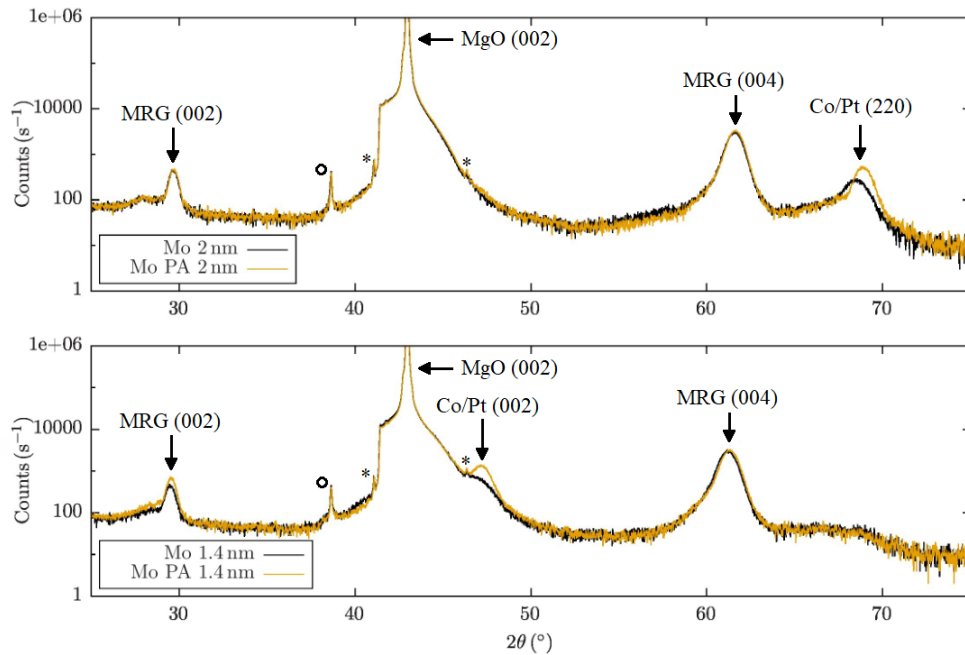 1e+06
10000
100
1
Counts (s⁻¹)
MRG (002)
MgO (002)
MRG (004)
Co/Pt (220)
*
*
Mo 2 nm
Mo PA 2 nm
30
40
50
60
70
1e+06
10000
100
1
Counts (s⁻¹)
MRG (002)
MgO (002)
Co/Pt (002)
MRG (004)
*
*
Mo 1.4 nm
Mo PA 1.4 nm
30
40
50
60
70
2θ (°)